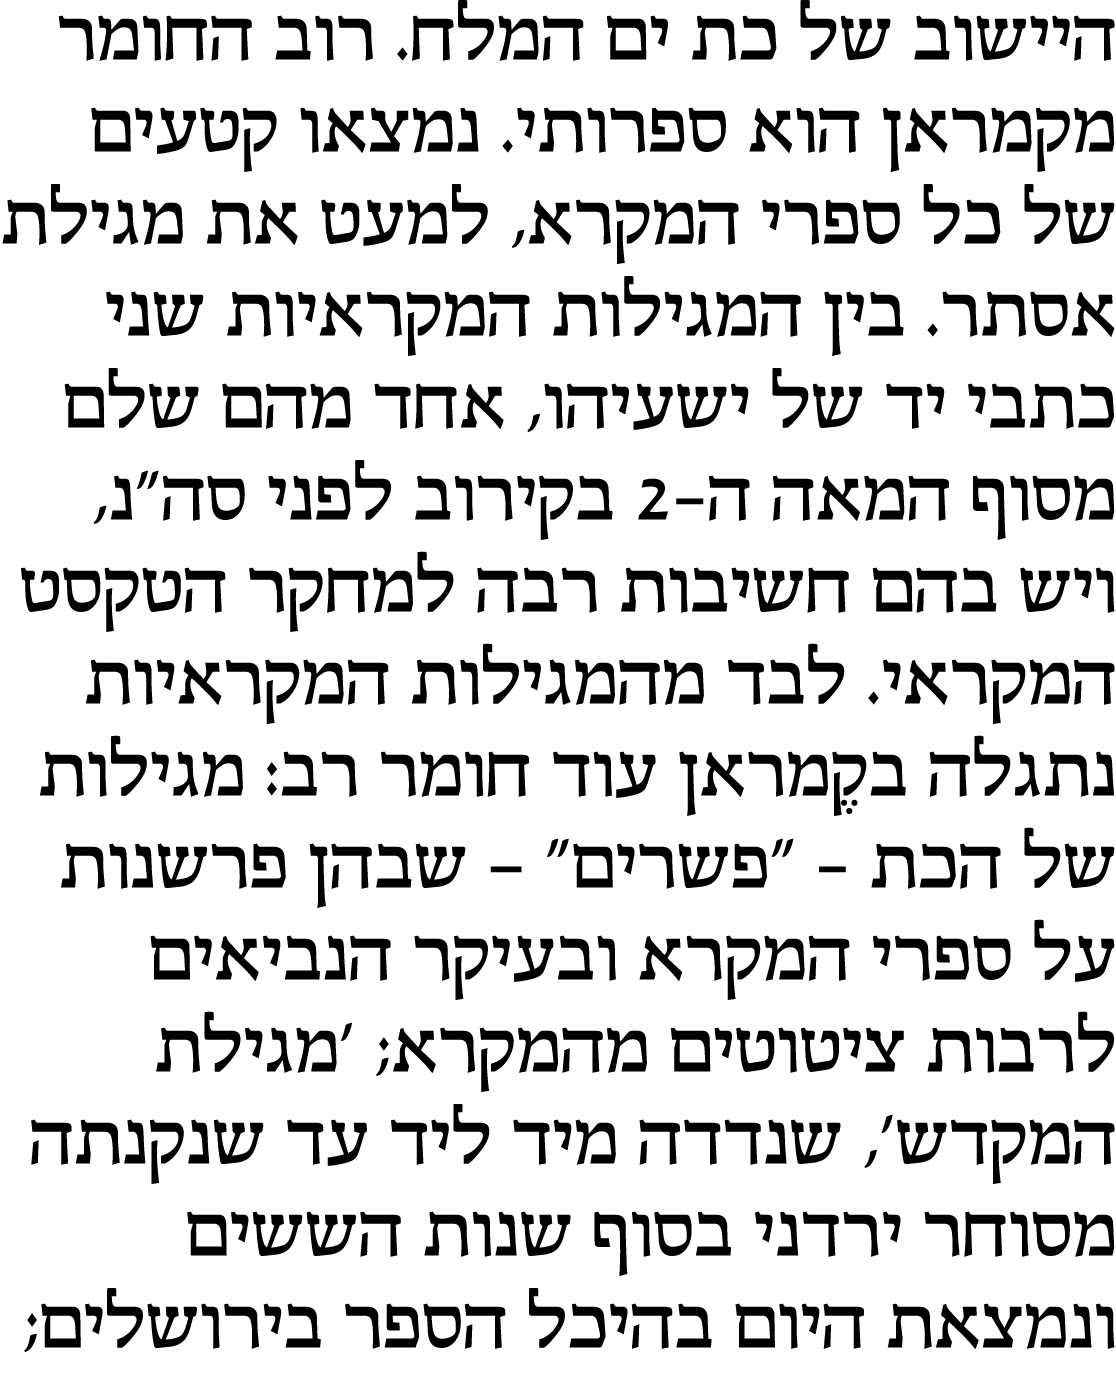 היישוב של כת ים המלח. רוב החומר
מקמראן הוא ספרותי. נמצאו קטעים
של כל ספרי המקרא, למעט את מגילת
אסתר. בין המגילות המקראיות שני
כתבי יד של ישעיהו, אחד מהם שלם
מסוף המאה ה-2 בקירוב לפני סה"נ,
ויש בהם חשיבות רבה למחקר הטקסט
המקראי. לבד מהמגילות המקראיות
נתגלה בקֶמראן עוד חומר רב: מגילות
של הכת – "פשרים" – שבהן פרשנות
על ספרי המקרא ובעיקר הנביאים
לרבות ציטוטים מהמקרא; 'מגילת
המקדש', שנדדה מיד ליד עד שנקנתה
מסוחר ירדני בסוף שנות הששים
ונמצאת היום בהיכל הספר בירושלים;